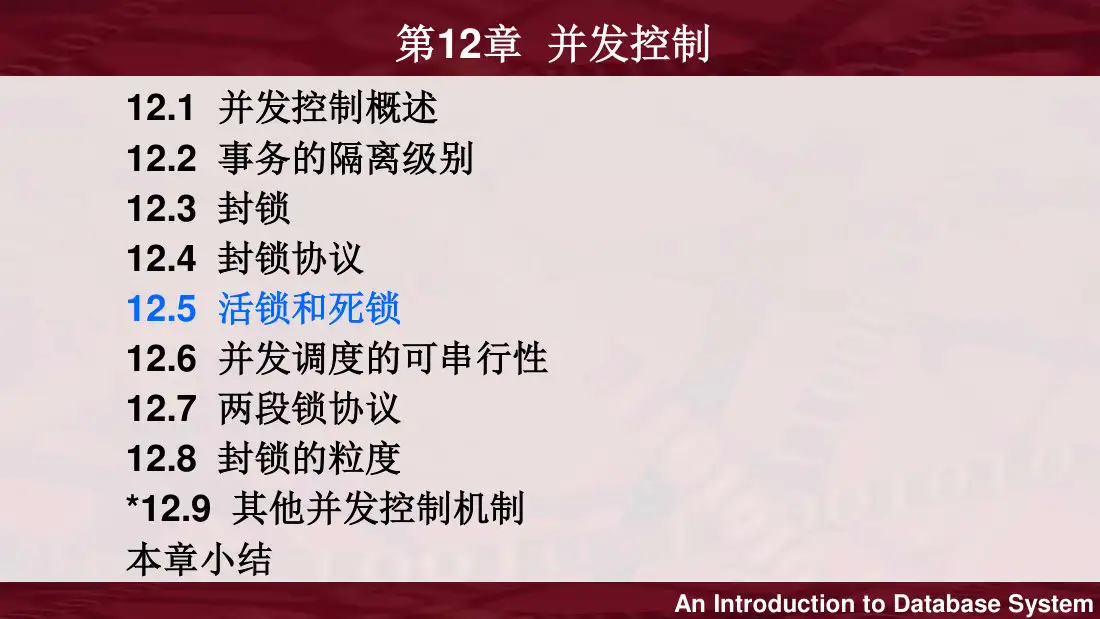 第12章 并发控制
12.1 并发控制概述
12.2 事务的隔离级别
12.3 封锁
12.4 封锁协议
12.5 活锁和死锁
12.6 并发调度的可串行性
12.7 两段锁协议
12.8 封锁的粒度
*12.9 其他并发控制机制
本章小结
An Introduction to Database System